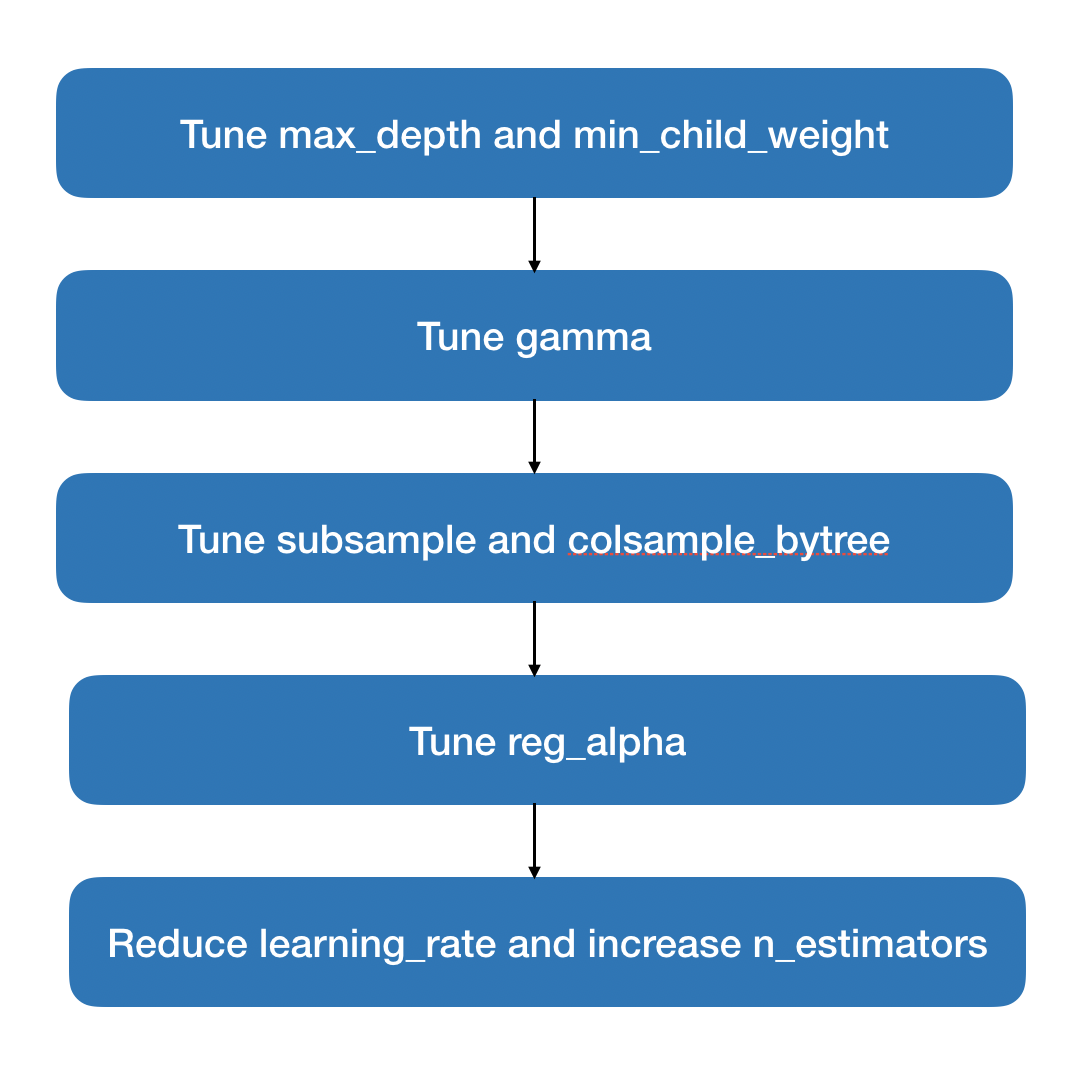 Tune max_depth and min_child_weight
Tune gamma
Tune subsample and colsample_bytree
Tune reg_alpha
Reduce learning_rate and increase n_estimators